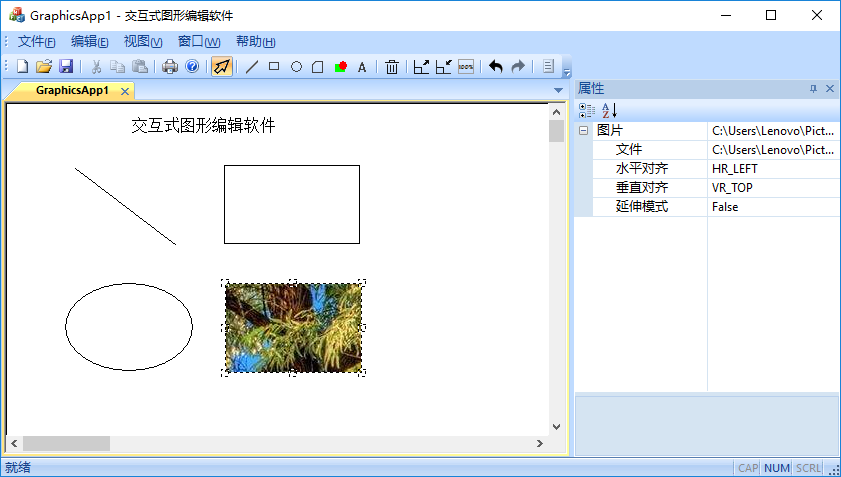 GraphicsApp1 - 交互式图形编辑软件
文件(F) 编辑(E) 视图(V) 窗口(W) 帮助(H)
A 100%
GraphicsApp1
交互式图形编辑软件
属性
A Z
图片 C:\Users\Lenovo\Pict...
文件 C:\Users\Lenovo\Pict...
水平对齐 HR_LEFT
垂直对齐 VR_TOP
延伸模式 False
就绪 CAP NUM SCRL